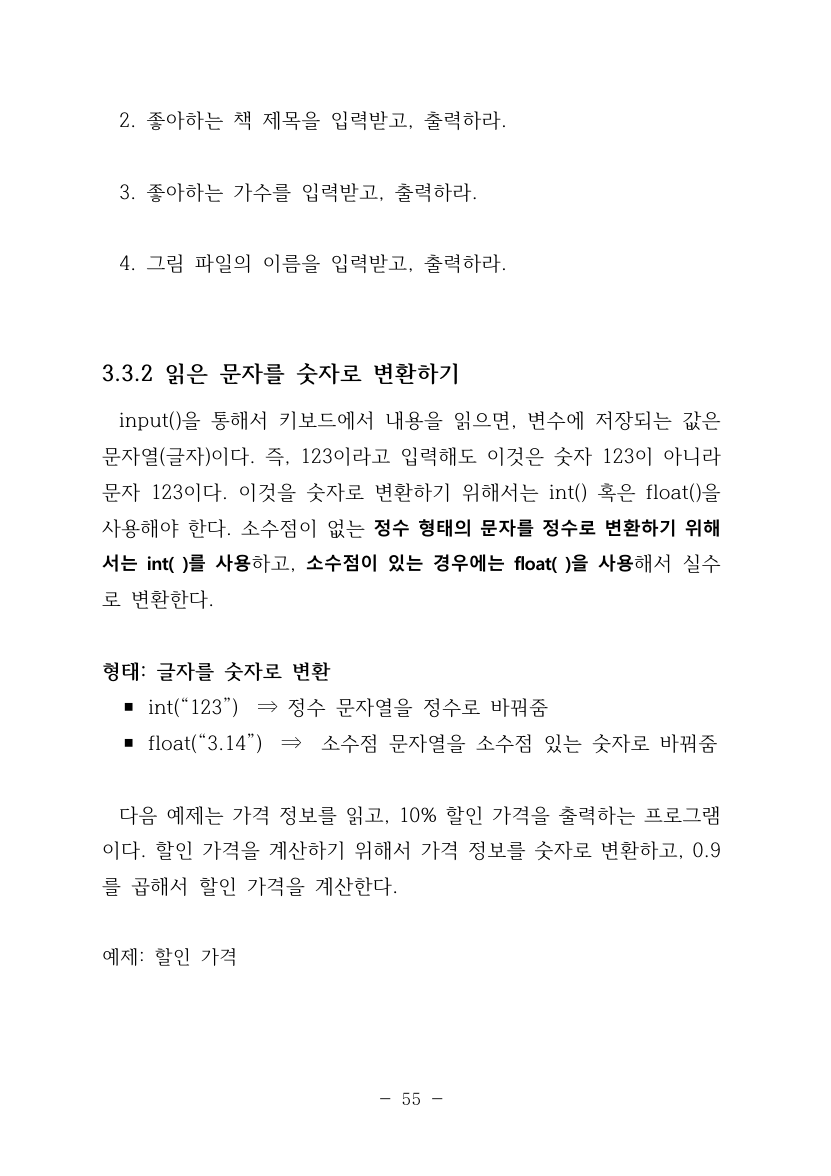 2. 좋아하는 책 제목을 입력받고, 출력하라.
3. 좋아하는 가수를 입력받고, 출력하라.
4. 그림 파일의 이름을 입력받고, 출력하라.
3.3.2 읽은 문자를 숫자로 변환하기
input()을 통해서 키보드에서 내용을 읽으면, 변수에 저장되는 값은
문자열(글자)이다. 즉, 123이라고 입력해도 이것은 숫자 123이 아니라
문자 123이다. 이것을 숫자로 변환하기 위해서는 int() 혹은 float()을
사용해야 한다. 소수점이 없는 정수 형태의 문자를 정수로 변환하기 위해
서는 int( )를 사용하고, 소수점이 있는 경우에는 float( )을 사용해서 실수
로 변환한다.
형태: 글자를 숫자로 변환
▪ int(“123”) ⇒ 정수 문자열을 정수로 바꿔줌
▪ float(“3.14”) ⇒ 소수점 문자열을 소수점 있는 숫자로 바꿔줌
다음 예제는 가격 정보를 읽고, 10% 할인 가격을 출력하는 프로그램
이다. 할인 가격을 계산하기 위해서 가격 정보를 숫자로 변환하고, 0.9
를 곱해서 할인 가격을 계산한다.
예제: 할인 가격
- 55 -